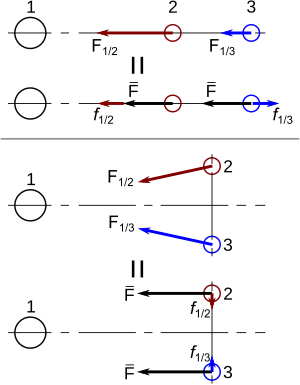 1 2 3
F1/2 F1/3
=
F̄ F̄
f1/2 f1/3
1 F1/2 2
F1/3 3
=
F̄ 2
1 f1/2
f1/3
F̄ 3